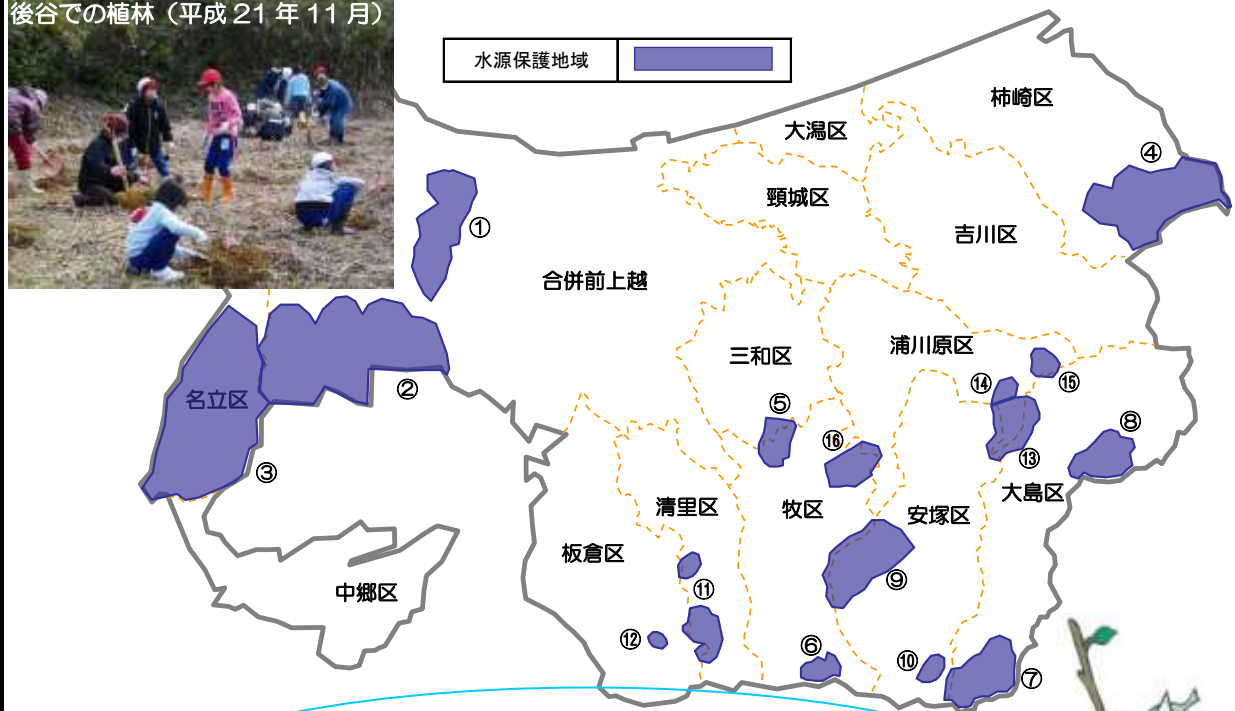 後谷での植林（平成21年11月）
水源保護地域
柿崎区
大潟区
④
頸城区
①
吉川区
合併前上越
浦川原区
三和区
⑭
⑮
②
名立区
⑤
⑧
⑯
⑬
③
大島区
清里区
牧区
安塚区
板倉区
⑨
中郷区
⑪
⑫
⑥
⑩
⑦